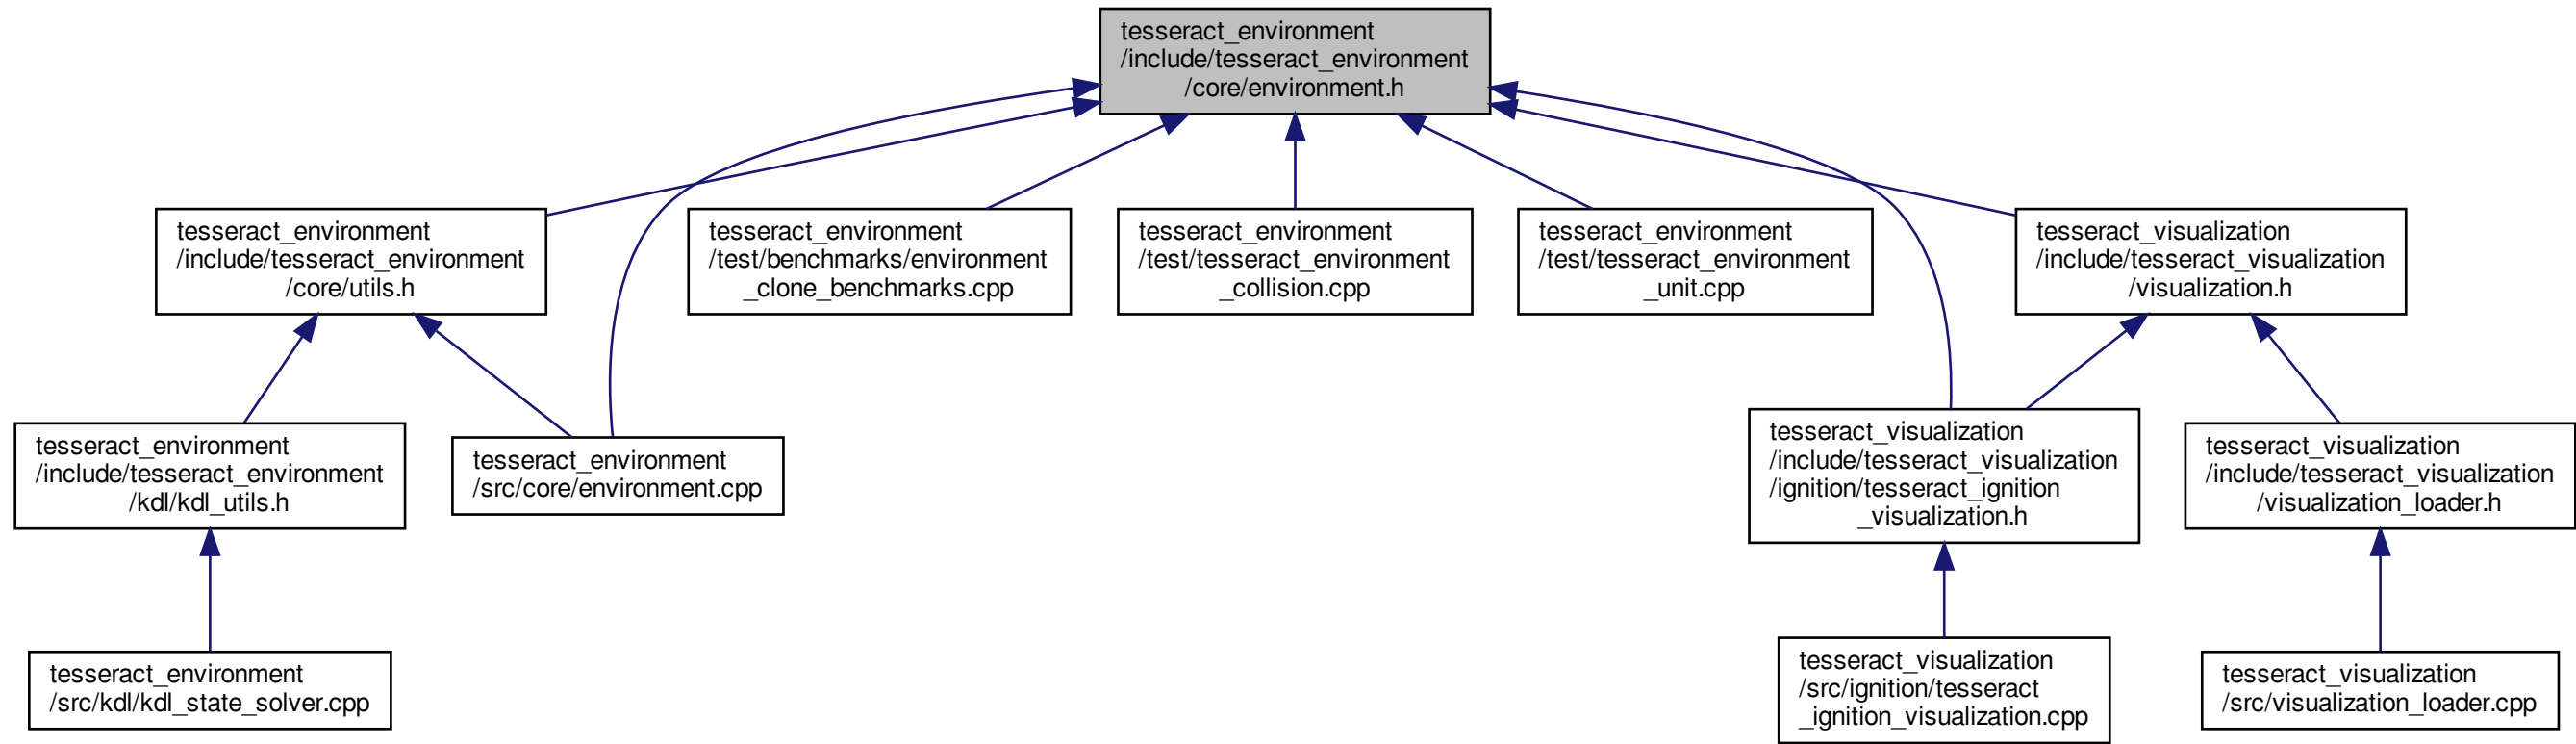 tesseract_environment
/include/tesseract_environment
/core/environment.h
tesseract_environment
/include/tesseract_environment
/core/utils.h
tesseract_environment
/test/benchmarks/environment
_clone_benchmarks.cpp
tesseract_environment
/test/tesseract_environment
_collision.cpp
tesseract_environment
/test/tesseract_environment
_unit.cpp
tesseract_visualization
/include/tesseract_visualization
/visualization.h
tesseract_environment
/include/tesseract_environment
/kdl/kdl_utils.h
tesseract_environment
/src/core/environment.cpp
tesseract_visualization
/include/tesseract_visualization
/ignition/tesseract_ignition
_visualization.h
tesseract_visualization
/include/tesseract_visualization
/visualization_loader.h
tesseract_environment
/src/kdl/kdl_state_solver.cpp
tesseract_visualization
/src/ignition/tesseract
_ignition_visualization.cpp
tesseract_visualization
/src/visualization_loader.cpp